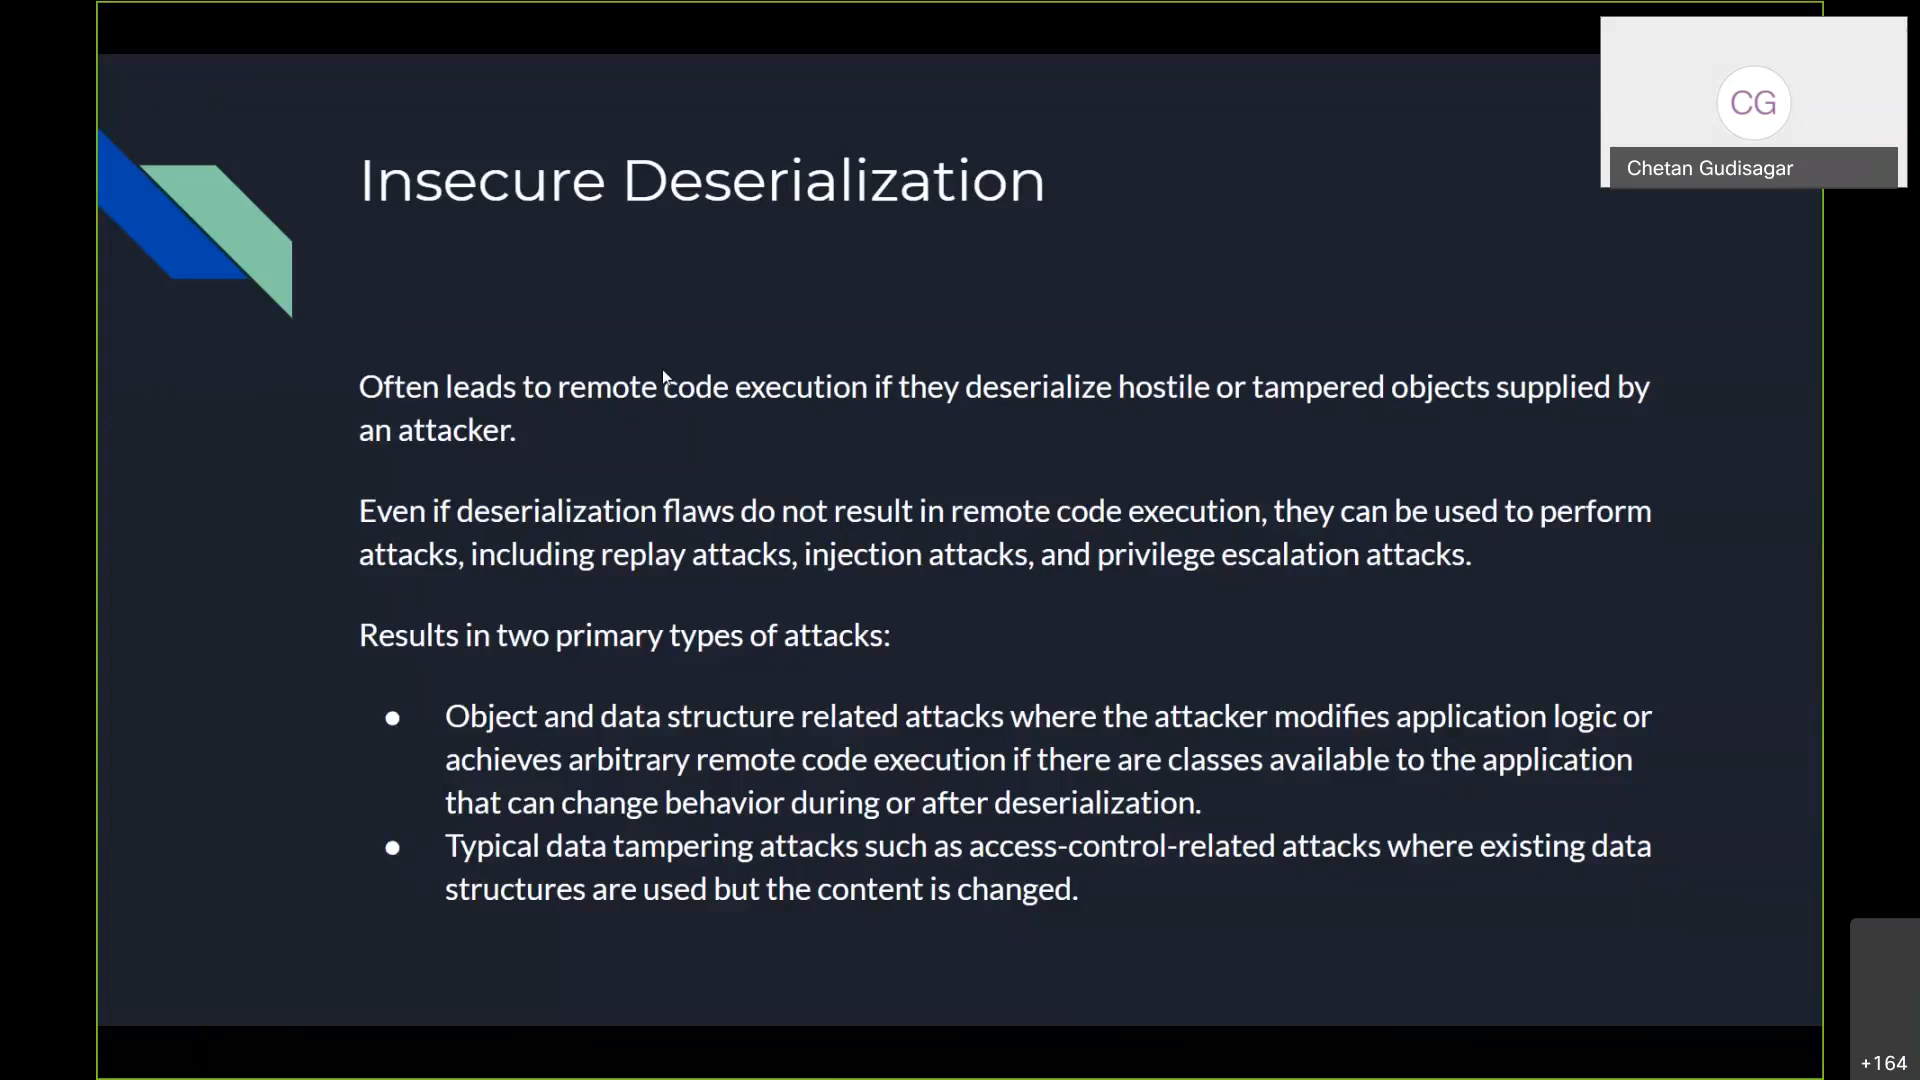 CG
Chetan Gudisagar
Insecure Deserialization
Often leads to remote code execution if they deserialize hostile or tampered objects supplied by
an attacker.
Even if deserialization flaws do not result in remote code execution, they can be used to perform
attacks, including replay attacks, injection attacks, and privilege escalation attacks.
Results in two primary types of attacks:
● Object and data structure related attacks where the attacker modifies application logic or
achieves arbitrary remote code execution if there are classes available to the application
that can change behavior during or after deserialization.
● Typical data tampering attacks such as access-control-related attacks where existing data
structures are used but the content is changed.
+164